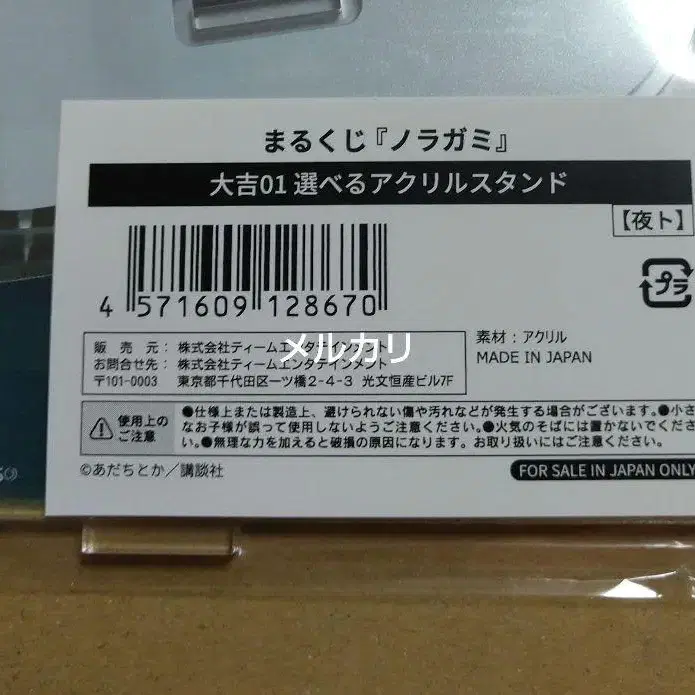 まるくじ『ノラガミ』
大吉01 選べるアクリルスタンド
【夜ト】
4 571609 128670
プラ
販売元：株式会社ティームエンタテインメント
お問合せ先：株式会社ティームエンタテインメント
〒101-0003 東京都千代田区一ツ橋2-4-3 光文恒産ビル7F
素材：アクリル
MADE IN JAPAN
メルカリ
使用上の
ご注意
●仕様上または製造上、避けられない傷や汚れなどが発生する場合がございます。●小さ
なお子様が誤って使用しないようご注意ください。●火気のそばには置かないでくださ
い。●無理な力を加えると破損の原因になります。お取り扱いにはご注意ください。
©あだちとか／講談社
FOR SALE IN JAPAN ONLY